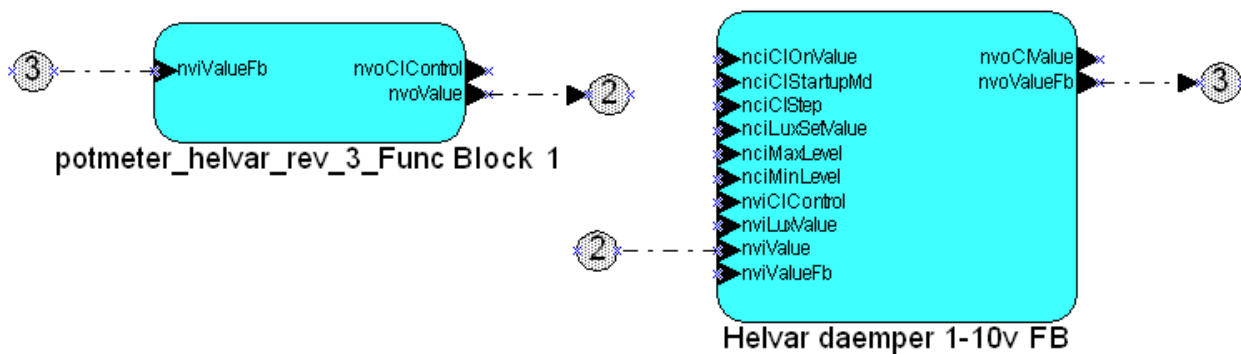 3
nviValueFb
nvoClControl
nvoValue
2
potmeter_helvar_rev_3_Func Block 1
nciClOnValue
nciClStartupMd
nciClStep
nciLuxSetValue
nciMaxLevel
nciMinLevel
nviClControl
nviLuxValue
nviValue
nviValueFb
2
nvoClValue
nvoValueFb
3
Helvar daemper 1-10v FB